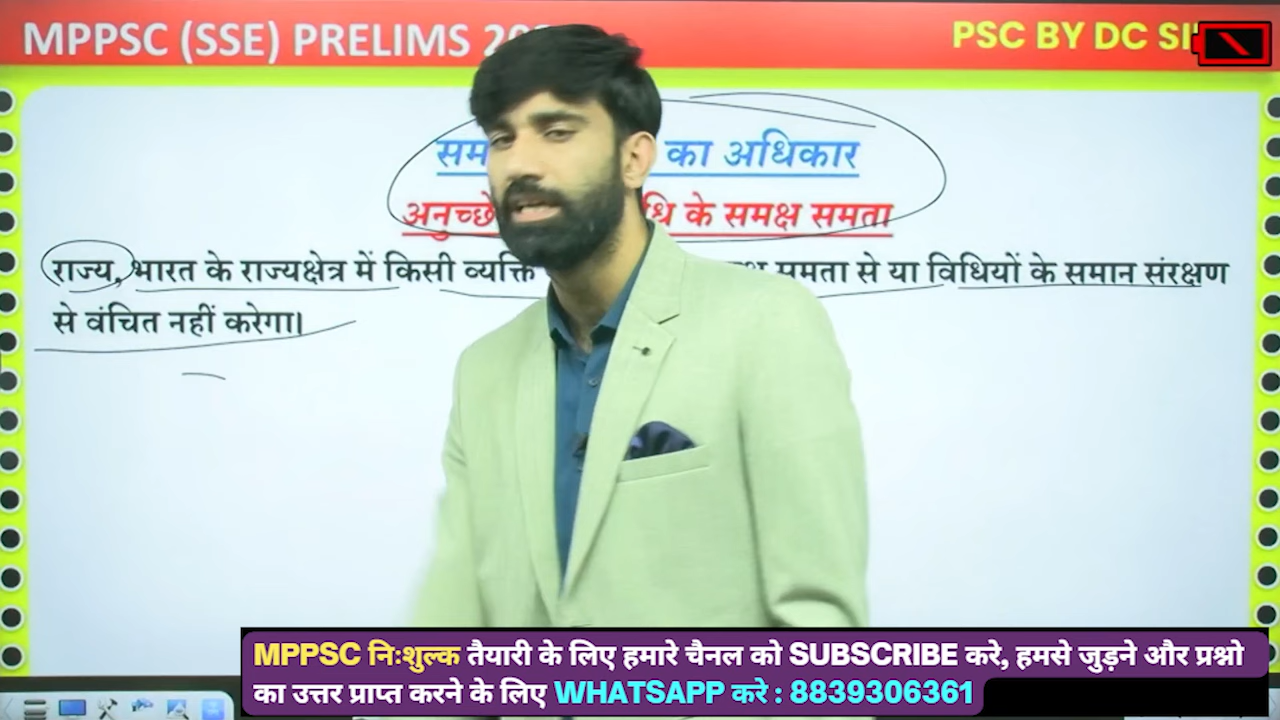 MPPSC (SSE) PRELIMS
PSC BY DC
का अधिकार
के समक्ष समता
राज्य, भारत के राज्यक्षेत्र में किसी व्यक्ति समता से या विधियों के समान संरक्षण
से वंचित नहीं करेगा।
MPPSC निःशुल्क तैयारी के लिए हमारे चैनल को SUBSCRIBE करे, हमसे जुड़ने और प्रश्नो
का उत्तर प्राप्त करने के लिए WHATSAPP करे : 8839306361